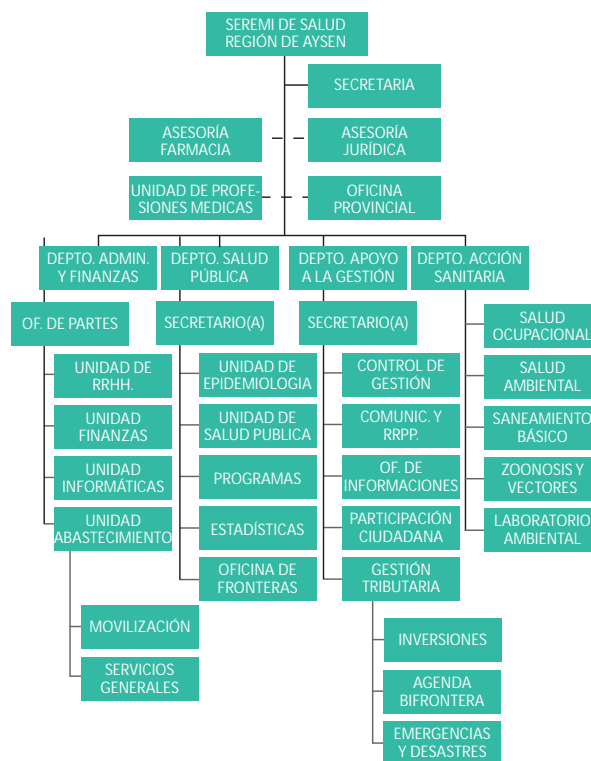 SEREMI DE SALUD
REGIÓN DE AYSEN
SECRETARIA
ASESORÍA
FARMACIA
ASESORÍA
JURÍDICA
UNIDAD DE PROFE-
SIONES MEDICAS
OFICINA
PROVINCIAL
DEPTO. ADMIN.
Y FINANZAS
DEPTO. SALUD
PÚBLICA
DEPTO. APOYO
A LA GESTIÓN
DEPTO. ACCIÓN
SANITARIA
OF. DE PARTES
UNIDAD DE
RRHH.
UNIDAD
FINANZAS
UNIDAD
INFORMÁTICAS
UNIDAD
ABASTECIMIENTO
MOVILIZACIÓN
SERVICIOS
GENERALES
SECRETARIO(A)
UNIDAD DE
EPIDEMIOLOGIA
UNIDAD DE
SALUD PUBLICA
PROGRAMAS
ESTADÍSTICAS
OFICINA DE
FRONTERAS
SECRETARIO(A)
CONTROL DE
GESTIÓN
COMUNIC. Y
RRPP.
OF. DE
INFORMACIONES
PARTICIPACIÓN
CIUDADANA
GESTIÓN
TRIBUTARIA
INVERSIONES
AGENDA
BIFRONTERA
EMERGENCIAS
Y DESASTRES
SALUD
OCUPACIONAL
SALUD
AMBIENTAL
SANEAMIENTO
BÁSICO
ZOONOSIS Y
VECTORES
LABORATORIO
AMBIENTAL